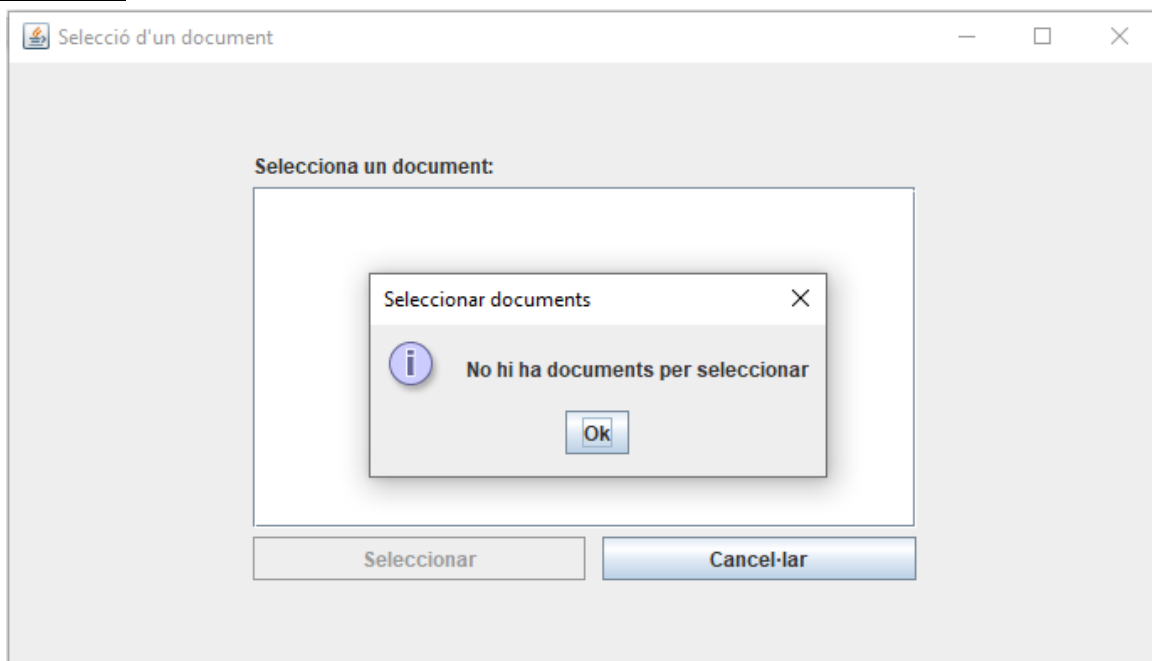 Selecció d'un document
Selecciona un document:
Seleccionar documents
No hi ha documents per seleccionar
Ok
Seleccionar
Cancel·lar